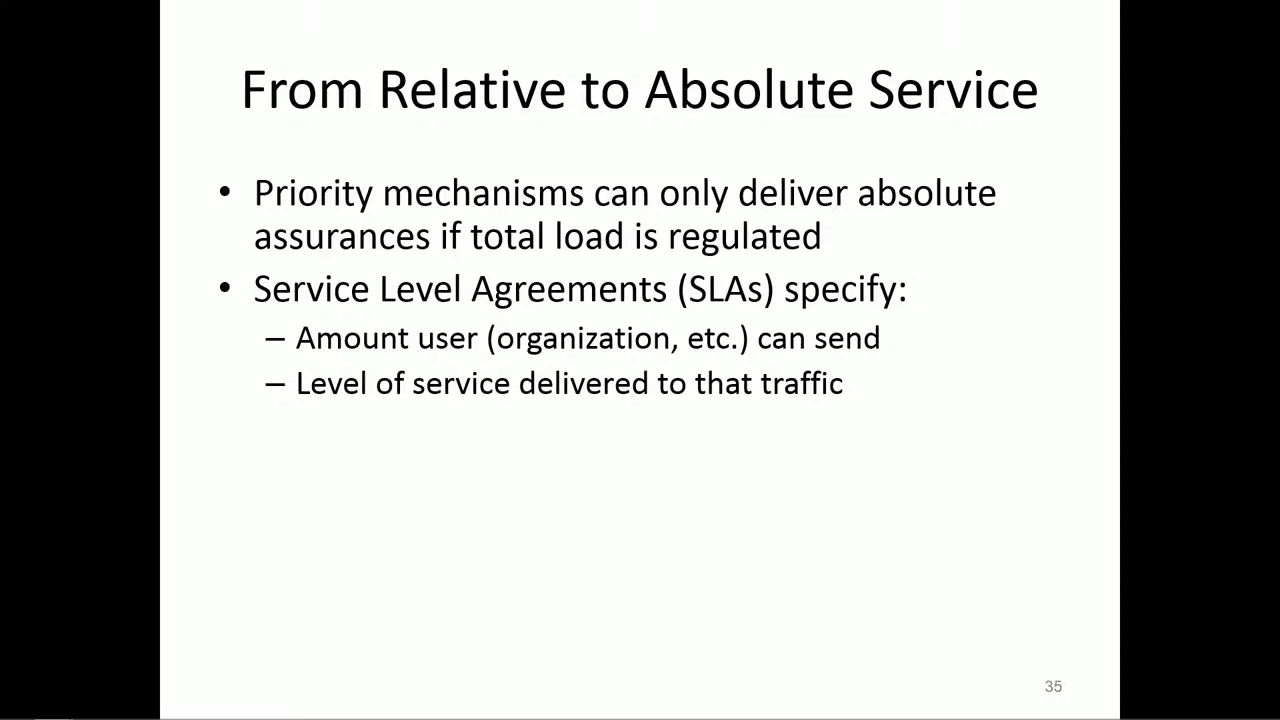 From Relative to Absolute Service
• Priority mechanisms can only deliver absolute
assurances if total load is regulated
• Service Level Agreements (SLAs) specify:
– Amount user (organization, etc.) can send
– Level of service delivered to that traffic
35